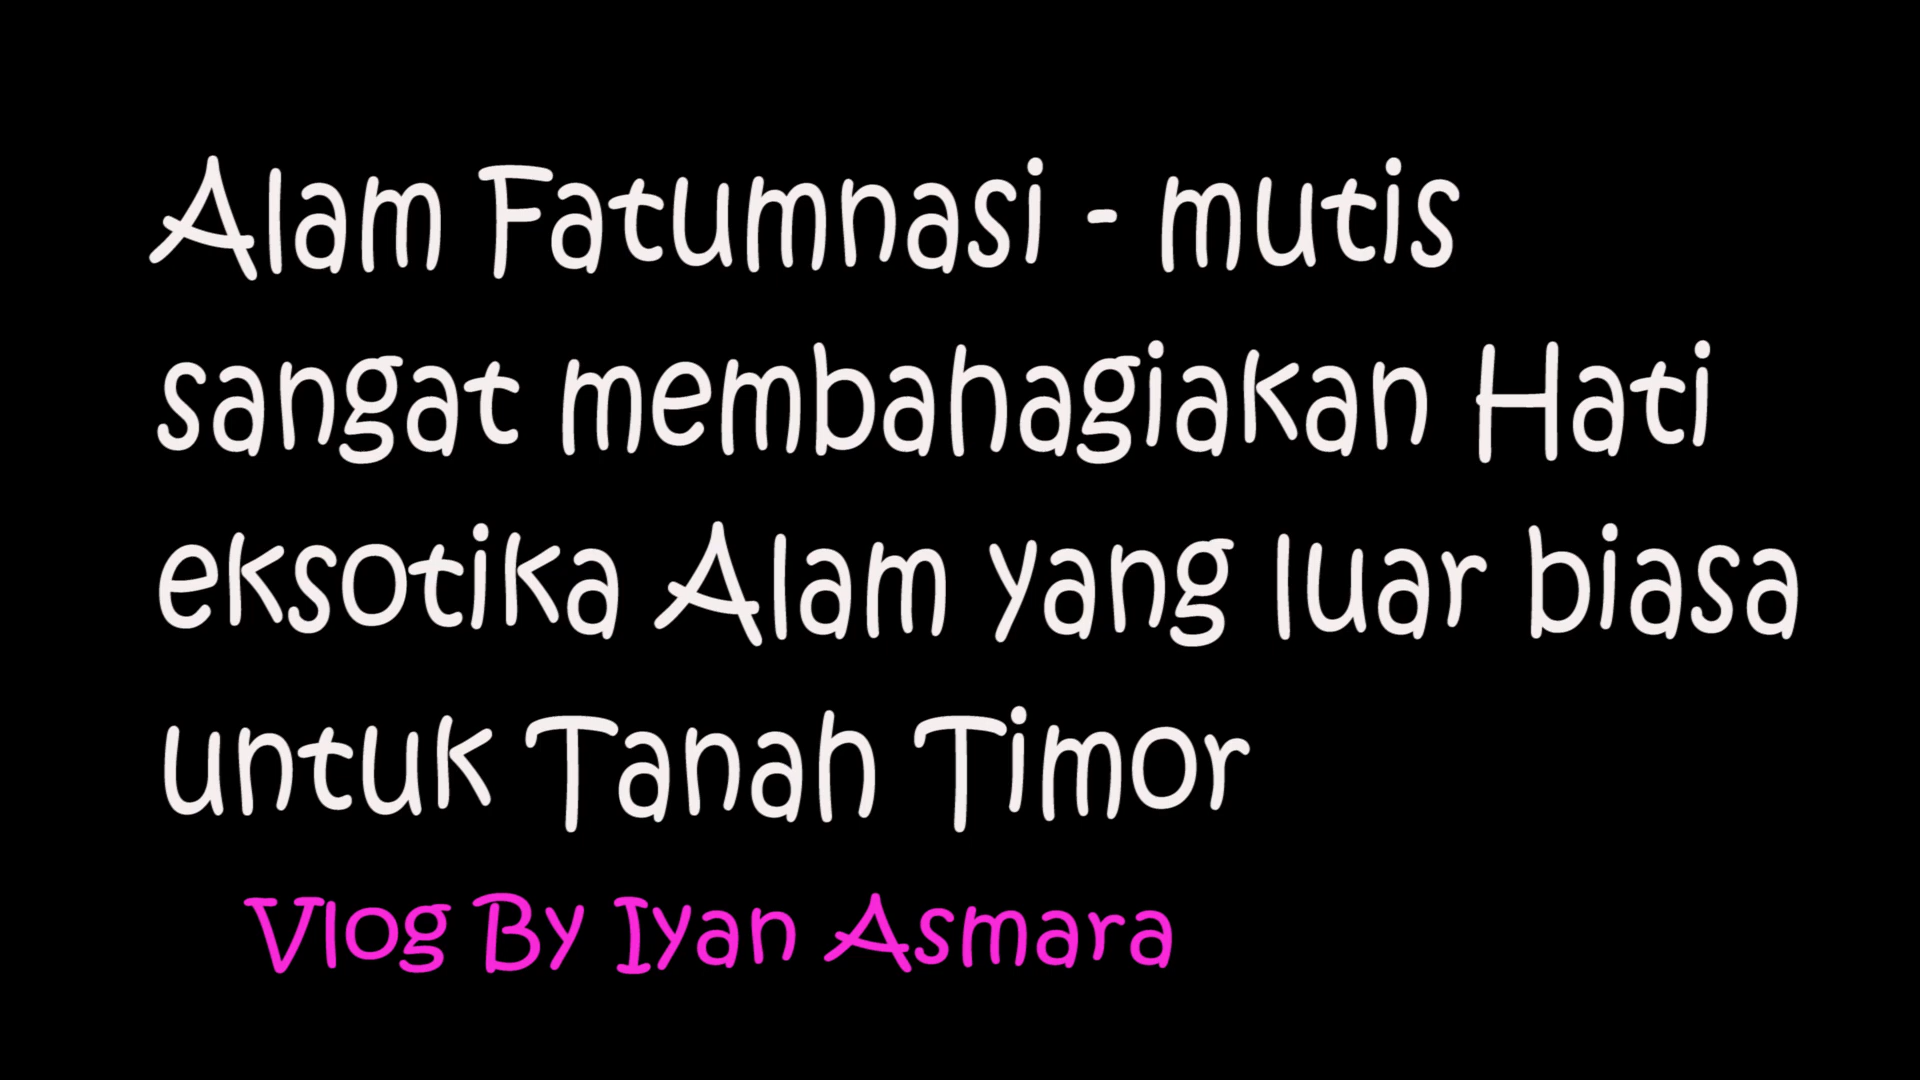 Alam Fatumnasi - mutis
sangat membahagiakan Hati
eksotika Alam yang luar biasa
untuk Tanah Timor
Vlog By Iyan Asmara